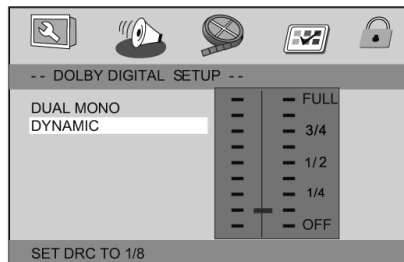 -- DOLBY DIGITAL SETUP --
DUAL MONO
DYNAMIC
FULL
3/4
1/2
1/4
OFF
SET DRC TO 1/8